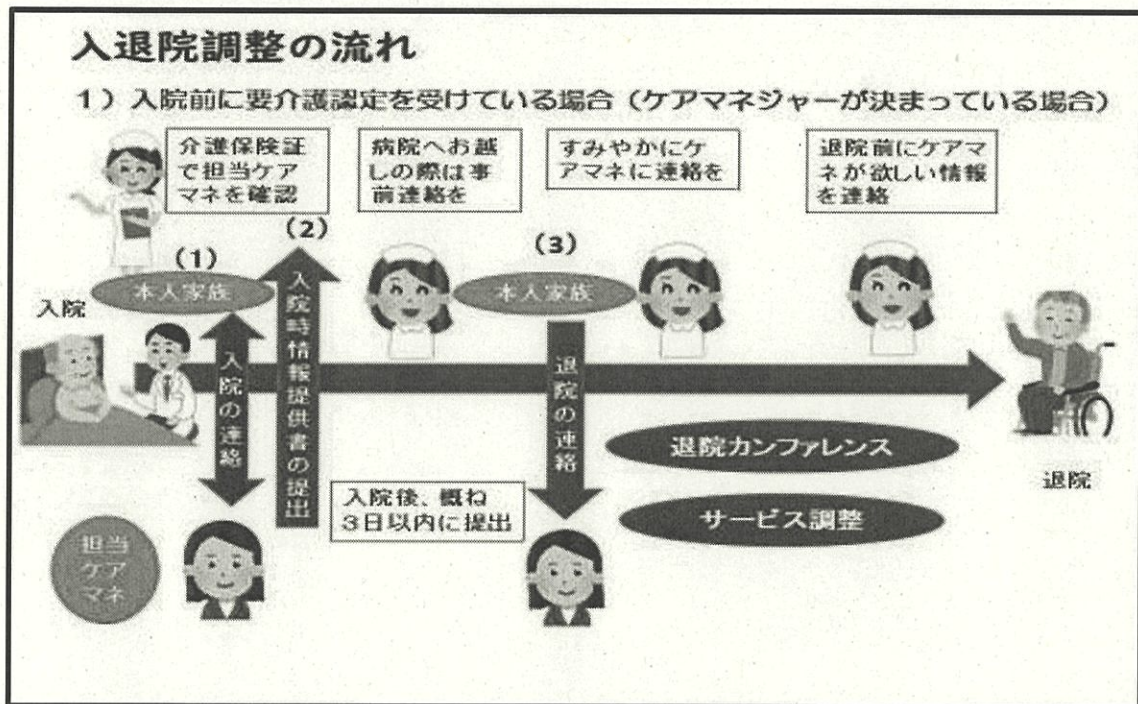 入退院調整の流れ
1）入院前に要介護認定を受けている場合（ケアマネジャーが決まっている場合）
介護保険証
で担当ケア
マネを確認
病院へお越
しの際は事
前連絡を
すみやかにケ
アマネに連絡を
退院前にケアマ
ネが欲しい情報
を連絡
(1)
(2)
(3)
本人家族
本人家族
入院
入院の連絡
入院時情報提供書の提出
退院の連絡
退院カンファレンス
退院
入院後、概ね
3日以内に提出
サービス調整
担当
ケア
マネ